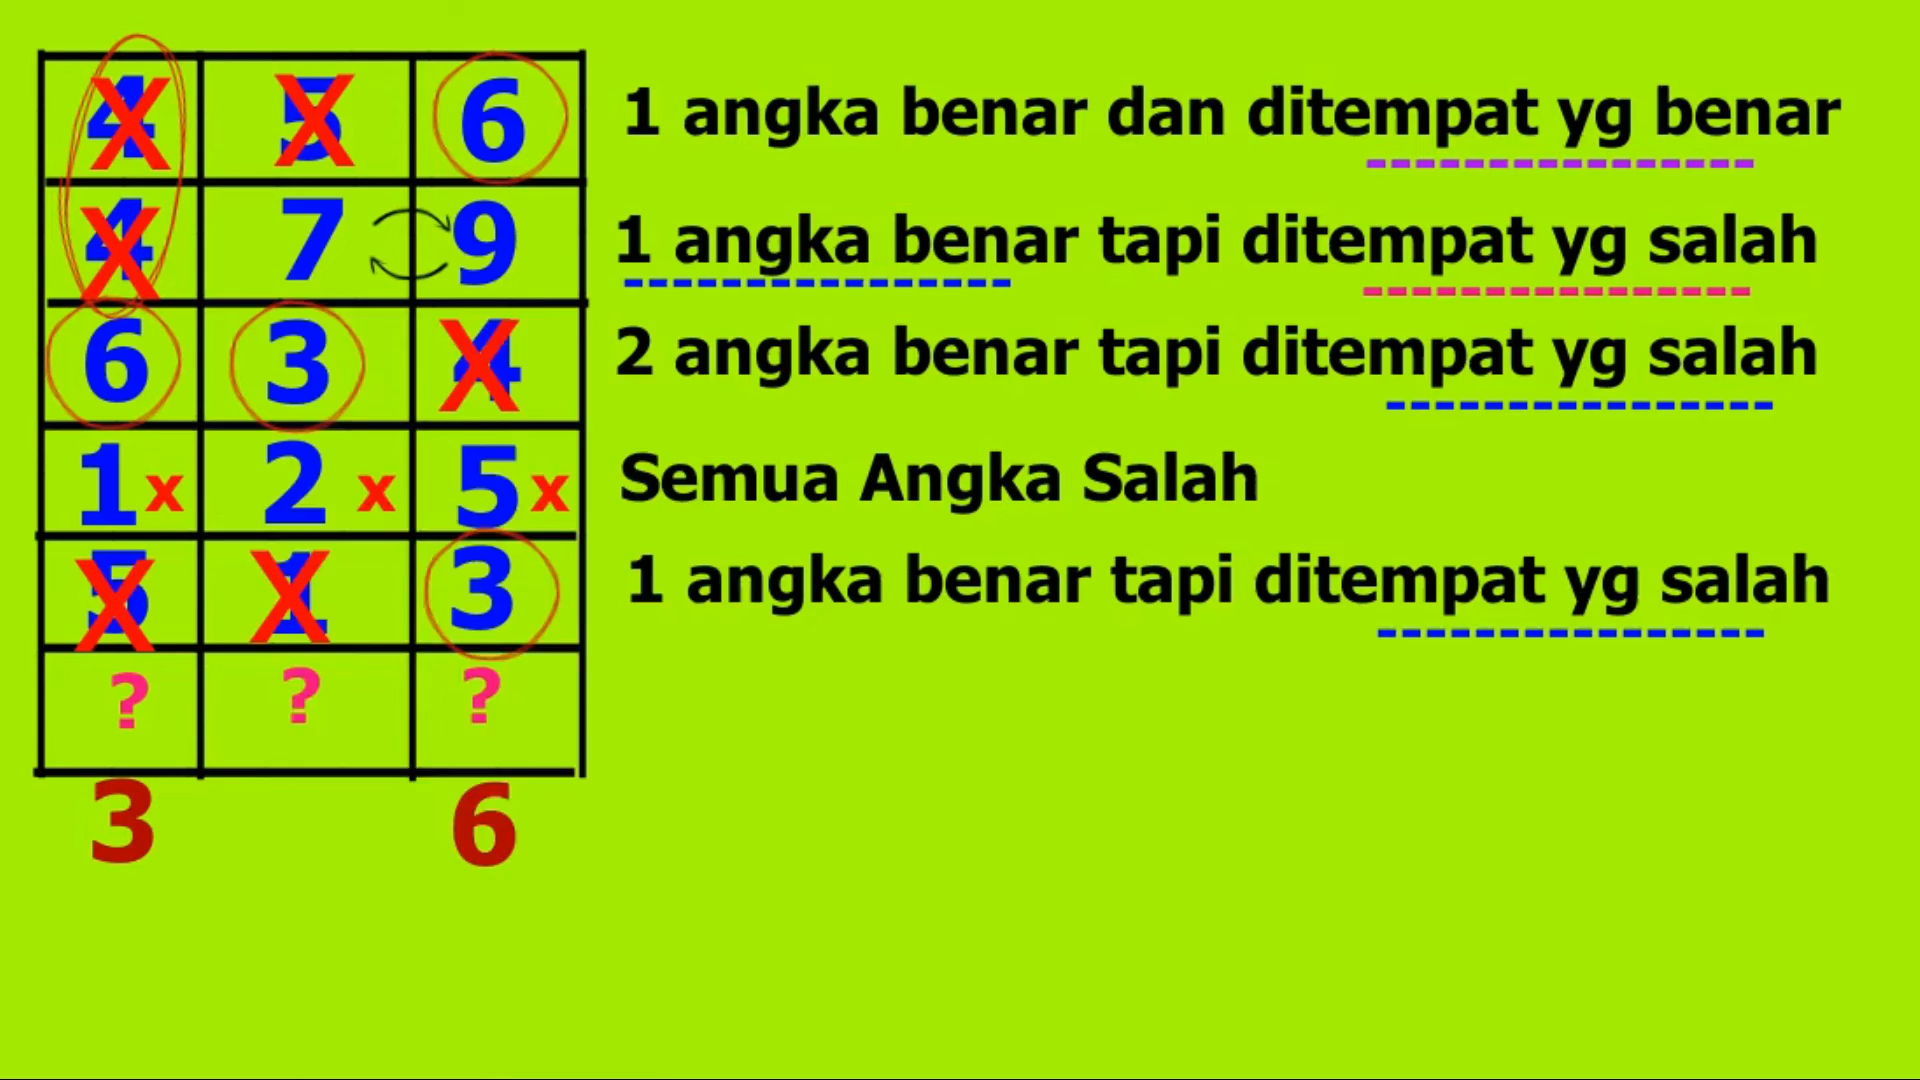 4 5 6 1 angka benar dan ditempat yg benar
4 7 9 1 angka benar tapi ditempat yg salah
6 3 4 2 angka benar tapi ditempat yg salah
1 x 2 x 5 x Semua Angka Salah
5 1 3 1 angka benar tapi ditempat yg salah
? ? ?
3 6